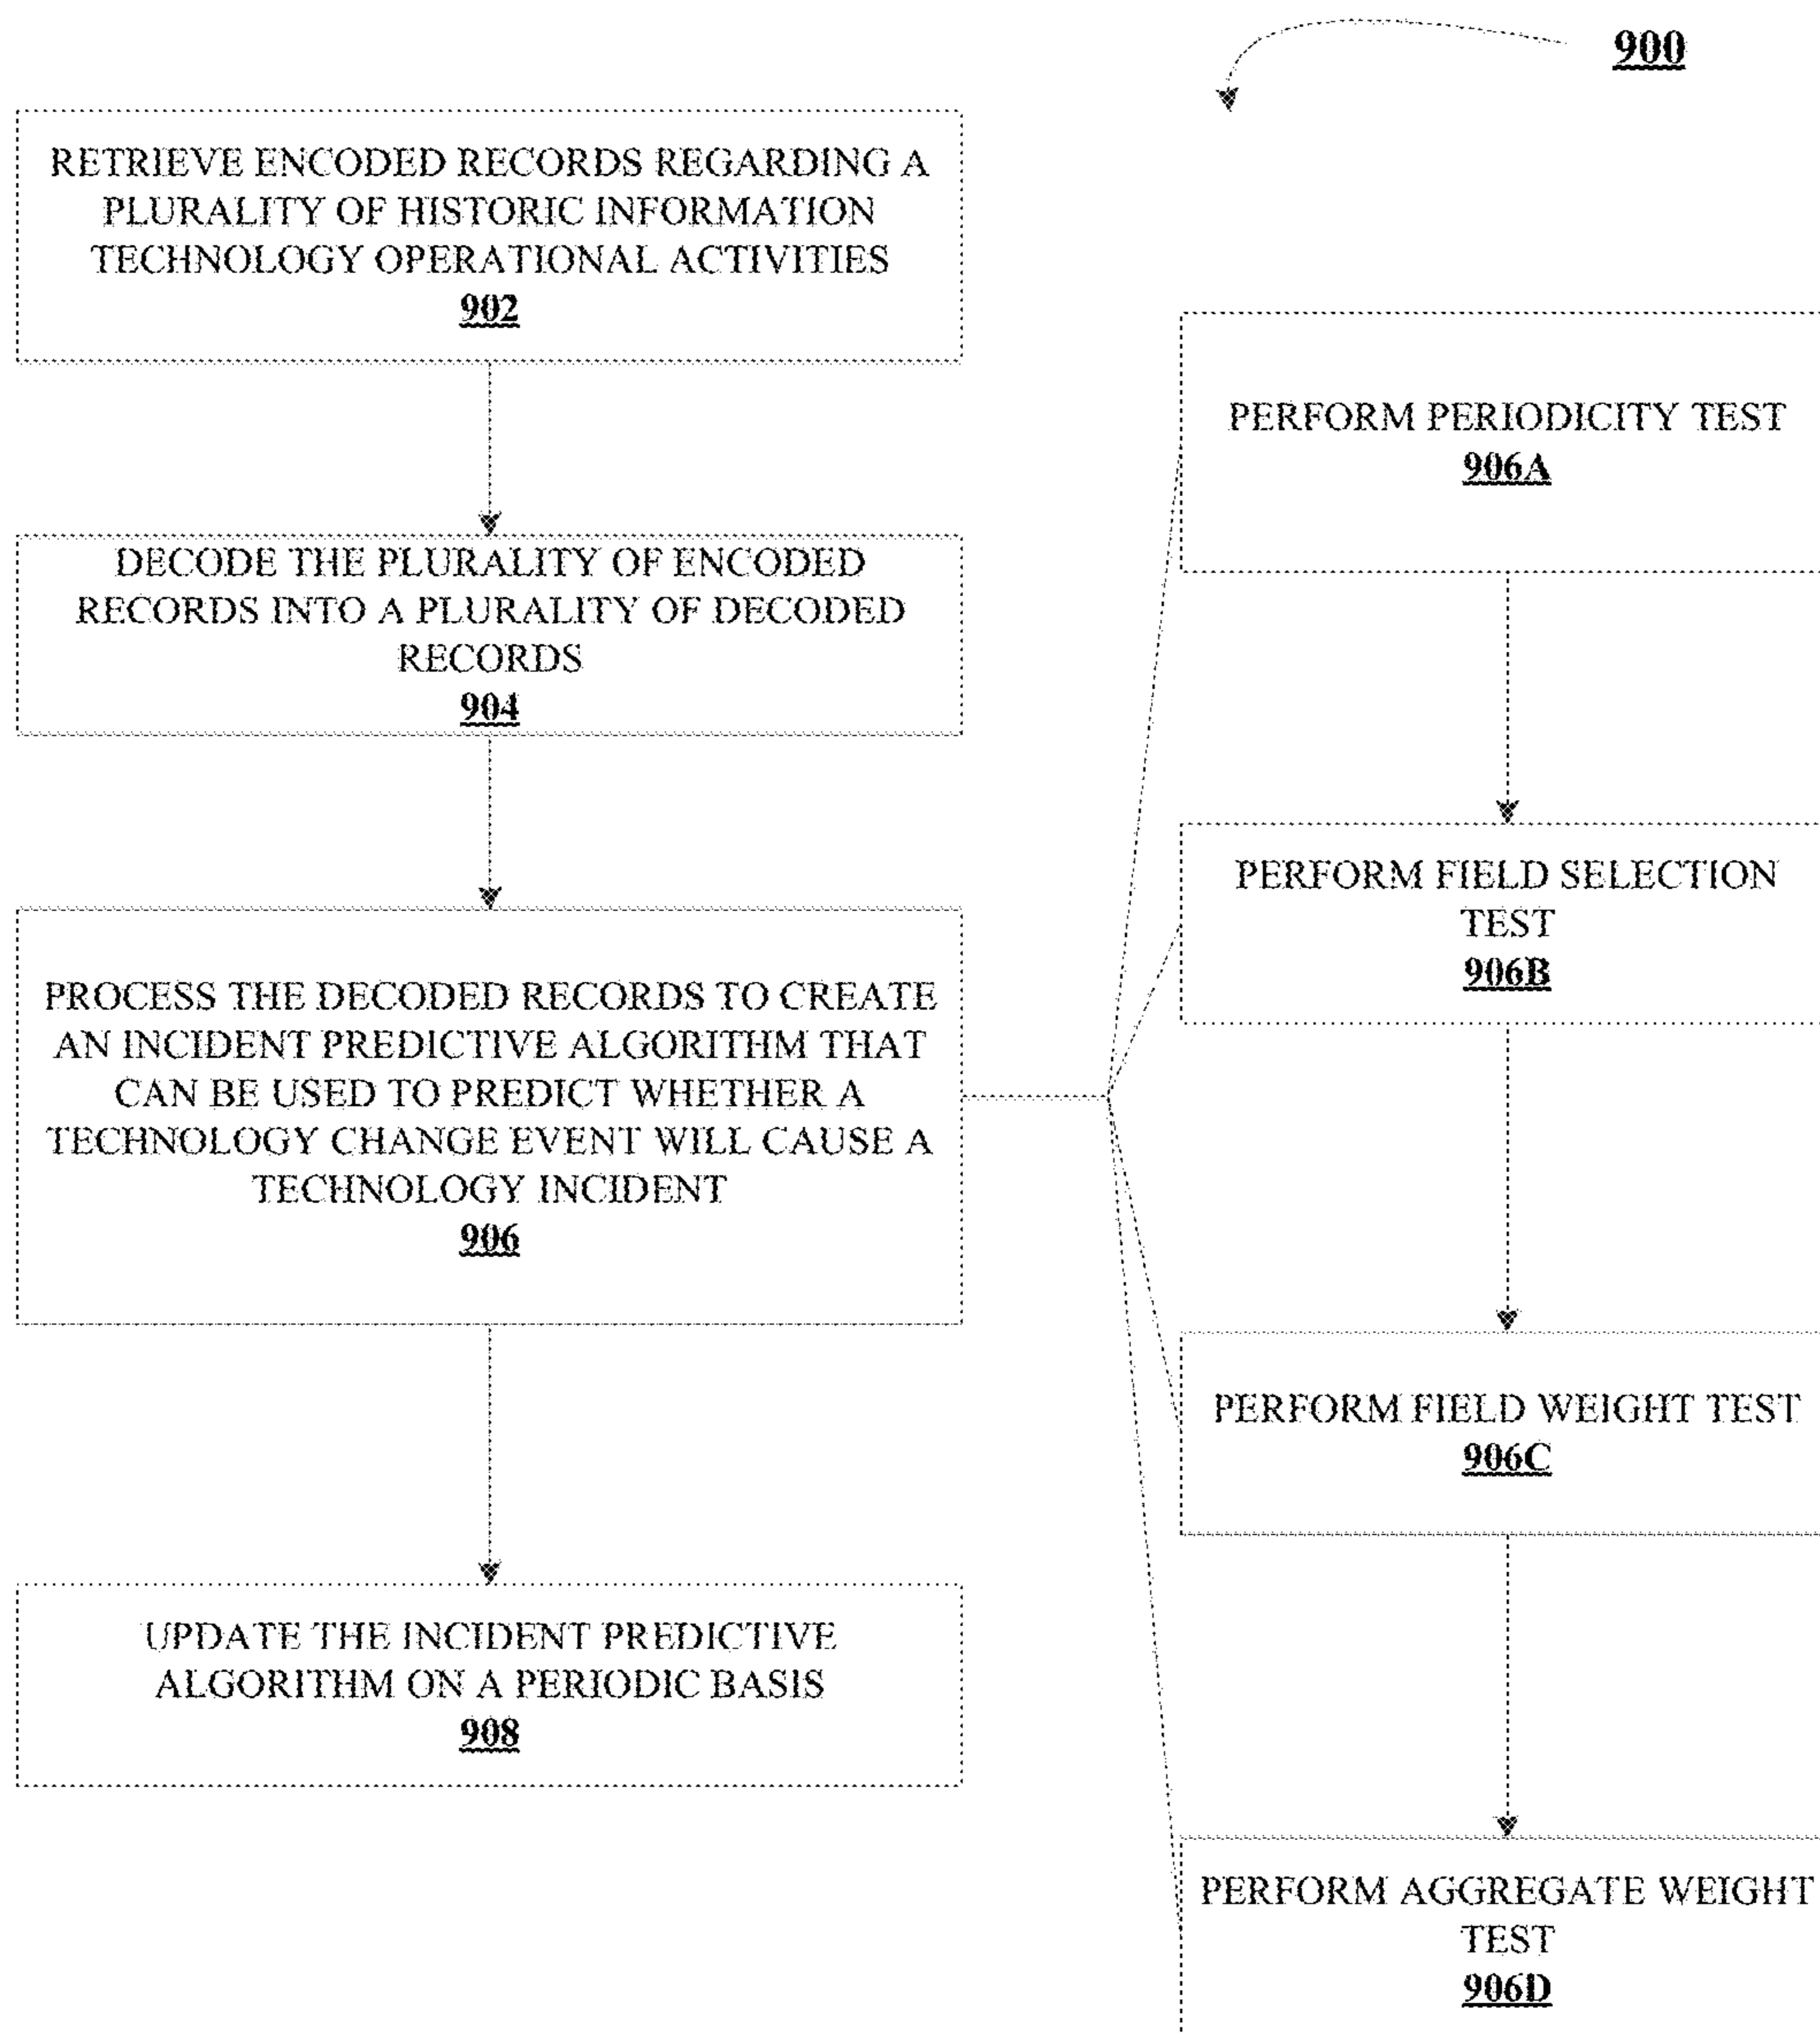 900
RETRIEVE ENCODED RECORDS REGARDING A
PLURALITY OF HISTORIC INFORMATION
TECHNOLOGY OPERATIONAL ACTIVITIES
902
DECODE THE PLURALITY OF ENCODED
RECORDS INTO A PLURALITY OF DECODED
RECORDS
904
PROCESS THE DECODED RECORDS TO CREATE
AN INCIDENT PREDICTIVE ALGORITHM THAT
CAN BE USED TO PREDICT WHETHER A
TECHNOLOGY CHANGE EVENT WILL CAUSE A
TECHNOLOGY INCIDENT
906
UPDATE THE INCIDENT PREDICTIVE
ALGORITHM ON A PERIODIC BASIS
908
PERFORM PERIODICITY TEST
906A
PERFORM FIELD SELECTION
TEST
906B
PERFORM FIELD WEIGHT TEST
906C
PERFORM AGGREGATE WEIGHT
TEST
906D